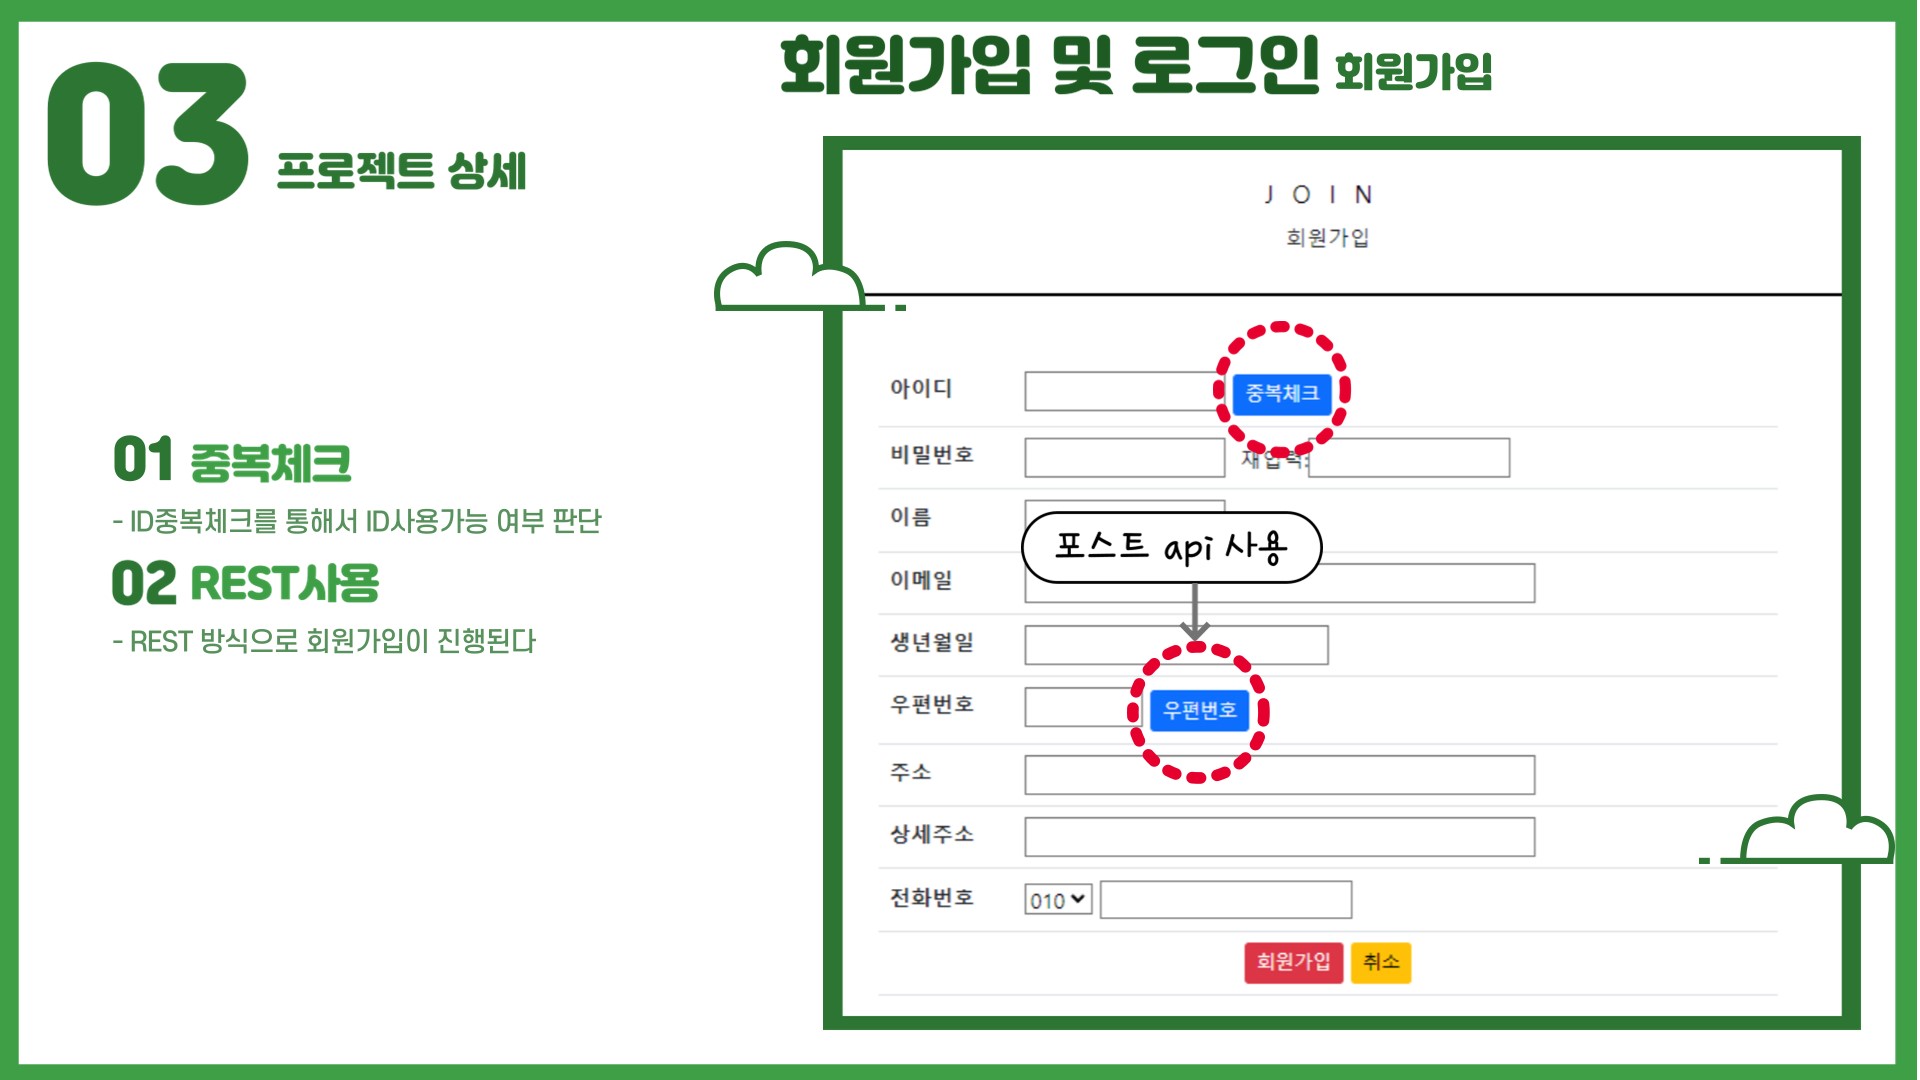 03 프로젝트 상세
회원가입 및 로그인 회원가입
01 중복체크
- ID중복체크를 통해서 ID사용가능 여부 판단
02 REST사용
- REST 방식으로 회원가입이 진행된다
JOIN
회원가입
아이디 중복체크
비밀번호 재입력:
이름
포스트 api 사용
이메일
생년월일
우편번호 우편번호
주소
상세주소
전화번호 010
회원가입 취소